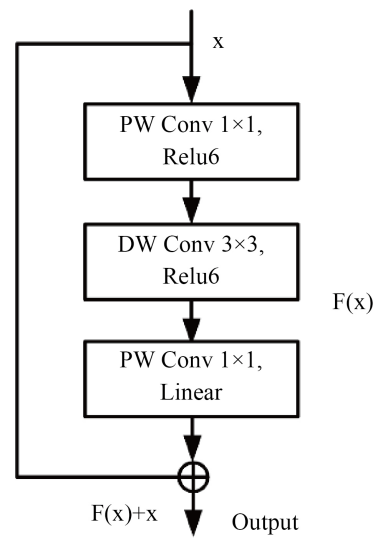 x
PW Conv 1×1,
Relu6
DW Conv 3×3,
Relu6
F(x)
PW Conv 1×1,
Linear
F(x)+x
Output